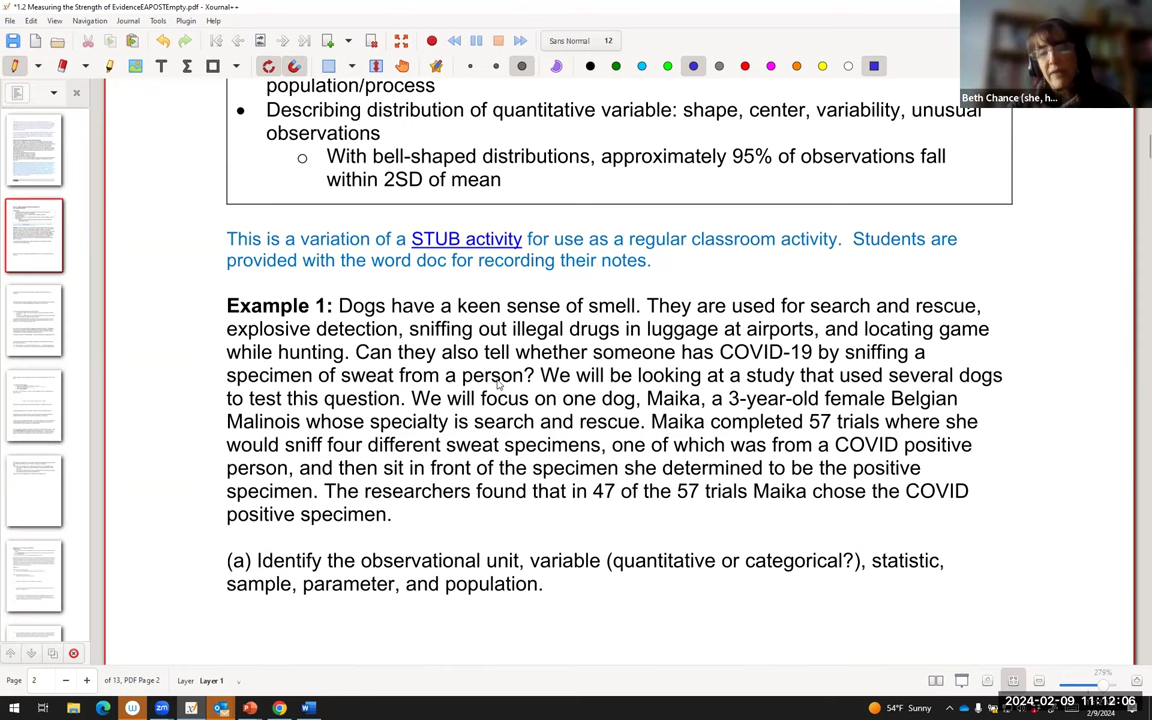 *1.2 Measuring the Strength of EvidenceEAPOSTEmpty.pdf - Xournal++
File Edit View Navigation Journal Tools Plugin Help
Sans Normal 12
Beth Chance (she, h...
population/process
• Describing distribution of quantitative variable: shape, center, variability, unusual
observations
o With bell-shaped distributions, approximately 95% of observations fall
within 2SD of mean
This is a variation of a STUB activity for use as a regular classroom activity. Students are
provided with the word doc for recording their notes.
Example 1: Dogs have a keen sense of smell. They are used for search and rescue,
explosive detection, sniffing out illegal drugs in luggage at airports, and locating game
while hunting. Can they also tell whether someone has COVID-19 by sniffing a
specimen of sweat from a person? We will be looking at a study that used several dogs
to test this question. We will focus on one dog, Maika, a 3-year-old female Belgian
Malinois whose specialty is search and rescue. Maika completed 57 trials where she
would sniff four different sweat specimens, one of which was from a COVID positive
person, and then sit in front of the specimen she determined to be the positive
specimen. The researchers found that in 47 of the 57 trials Maika chose the COVID
positive specimen.
(a) Identify the observational unit, variable (quantitative or categorical?), statistic,
sample, parameter, and population.
Page 2 of 13, PDF Page 2 Layer Layer 1 279%
54°F Sunny
2024-02-09 11:12:06
2/9/2024